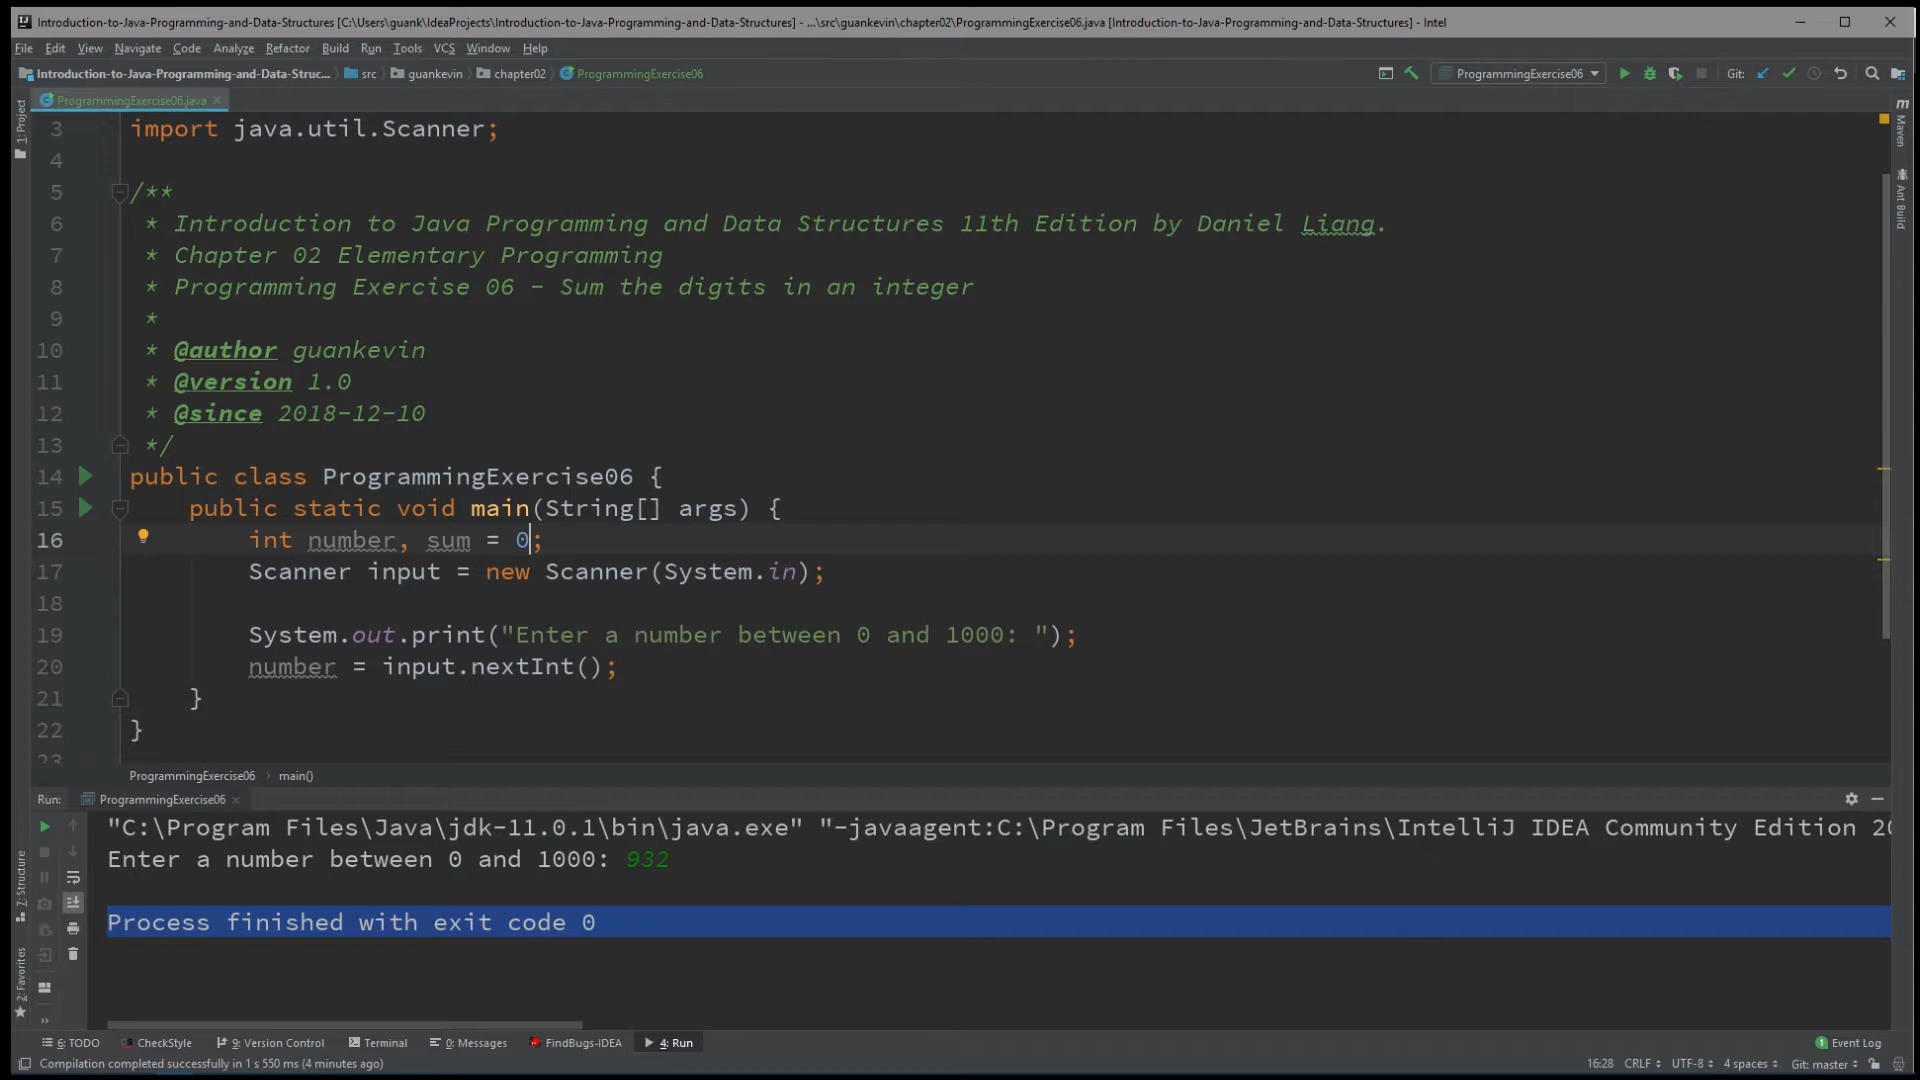 Introduction-to-Java-Programming-and-Data-Structures [C:\Users\guank\IdeaProjects\Introduction-to-Java-Programming-and-Data-Structures] - ...\src\guankevin\chapter02\ProgrammingExercise06.java [Introduction-to-Java-Programming-and-Data-Structures] - Intel
File Edit View Navigate Code Analyze Refactor Build Run Tools VCS Window Help
Introduction-to-Java-Programming-and-Data-Struc... src guankevin chapter02 ProgrammingExercise06 ProgrammingExercise06 Git:
ProgrammingExercise06.java
1: Project
Maven
Ant Build
3 import java.util.Scanner;
4
5 /**
6 * Introduction to Java Programming and Data Structures 11th Edition by Daniel Liang.
7 * Chapter 02 Elementary Programming
8 * Programming Exercise 06 - Sum the digits in an integer
9 *
10 * @author guankevin
11 * @version 1.0
12 * @since 2018-12-10
13 */
14 public class ProgrammingExercise06 {
15 public static void main(String[] args) {
16 int number, sum = 0;
17 Scanner input = new Scanner(System.in);
18
19 System.out.print("Enter a number between 0 and 1000: ");
20 number = input.nextInt();
21 }
22 }
23
ProgrammingExercise06 main()
Run: ProgrammingExercise06
"C:\Program Files\Java\jdk-11.0.1\bin\java.exe" "-javaagent:C:\Program Files\JetBrains\IntelliJ IDEA Community Edition 20
Enter a number between 0 and 1000: 932
Process finished with exit code 0
7: Structure
2: Favorites
6: TODO CheckStyle 9: Version Control Terminal 0: Messages FindBugs-IDEA 4: Run 1 Event Log
Compilation completed successfully in 1 s 550 ms (4 minutes ago) 16:28 CRLF UTF-8 4 spaces Git: master